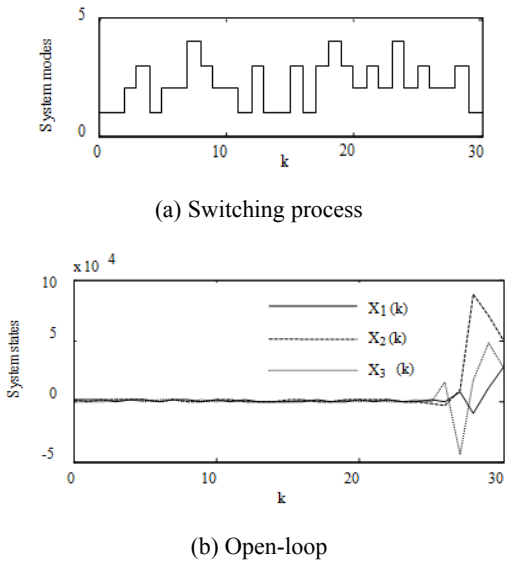 5
System modes
0
0 10 20 30
k
(a) Switching process
x 10 4
10
5
0
-5
System states
X1(k)
X2(k)
X3 (k)
0 10 20 30
k
(b) Open-loop